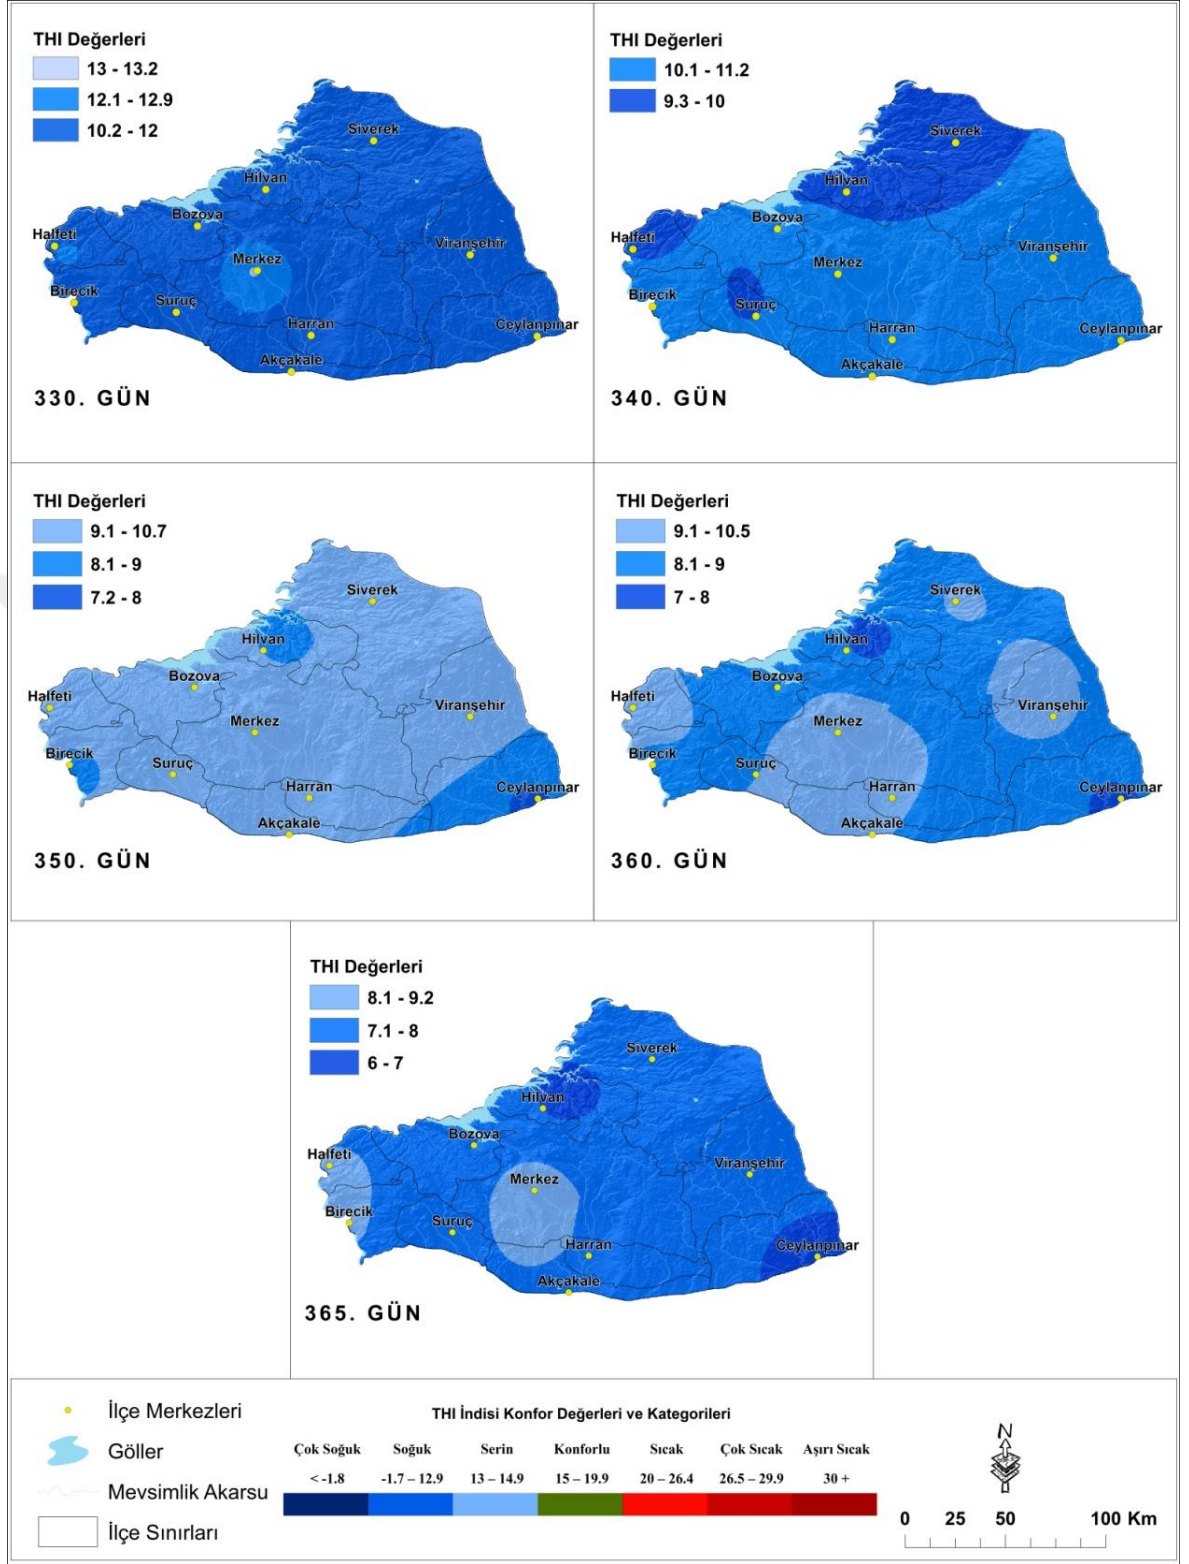 THI Değerleri
13 - 13.2
12.1 - 12.9
10.2 - 12
Siverek
Hilvan
Bozova
Halfeti
Viranşehir
Merkez
Birecik
Suruç
Harran
Ceylanpınar
Akçakale
330. GÜN
THI Değerleri
10.1 - 11.2
9.3 - 10
Siverek
Hilvan
Bozova
Halfeti
Viranşehir
Merkez
Birecik
Suruç
Harran
Ceylanpınar
Akçakale
340. GÜN
THI Değerleri
9.1 - 10.7
8.1 - 9
7.2 - 8
Siverek
Hilvan
Bozova
Halfeti
Viranşehir
Merkez
Birecik
Suruç
Harran
Ceylanpınar
Akçakale
350. GÜN
THI Değerleri
9.1 - 10.5
8.1 - 9
7 - 8
Siverek
Hilvan
Bozova
Halfeti
Viranşehir
Merkez
Birecik
Suruç
Harran
Ceylanpınar
Akçakale
360. GÜN
THI Değerleri
8.1 - 9.2
7.1 - 8
6 - 7
Siverek
Hilvan
Bozova
Halfeti
Viranşehir
Merkez
Birecik
Suruç
Harran
Ceylanpınar
Akçakale
365. GÜN
İlçe Merkezleri
Göller
Mevsimlik Akarsu
İlçe Sınırları
THI İndisi Konfor Değerleri ve Kategorileri
Çok Soğuk Soğuk Serin Konforlu Sıcak Çok Sıcak Aşırı Sıcak
< -1.8 -1.7 – 12.9 13 – 14.9 15 – 19.9 20 – 26.4 26.5 – 29.9 30 +
N
0 25 50 100 Km